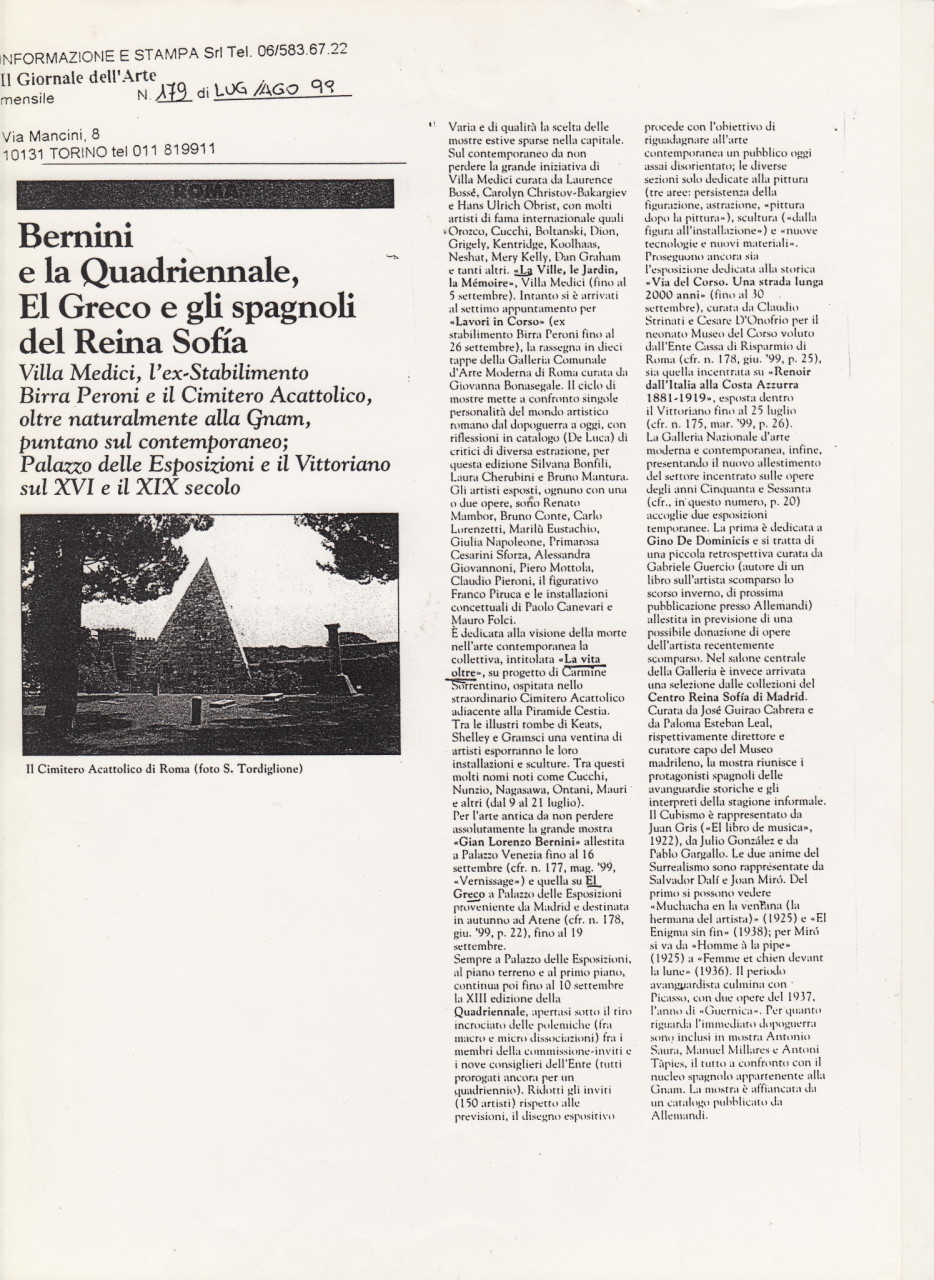 INFORMAZIONE E STAMPA Srl Tel. 06/583.67.22
Il Giornale dell'Arte
mensile N. 179 di LUG/AGO 99
Via Mancini, 8
10131 TORINO tel 011 819911
ROMA
Bernini
e la Quadriennale,
El Greco e gli spagnoli
del Reina Sofía
Villa Medici, l'ex-Stabilimento
Birra Peroni e il Cimitero Acattolico,
oltre naturalmente alla Gnam,
puntano sul contemporaneo;
Palazzo delle Esposizioni e il Vittoriano
sul XVI e il XIX secolo
Il Cimitero Acattolico di Roma (foto S. Tordiglione)
Varia e di qualità la scelta delle
mostre estive sparse nella capitale.
Sul contemporaneo da non
perdere la grande iniziativa di
Villa Medici curata da Laurence
Bossé, Carolyn Christov-Bakargiev
e Hans Ulrich Obrist, con molti
artisti di fama internazionale quali
Orozco, Cucchi, Boltanski, Dion,
Grigely, Kentridge, Koolhaas,
Neshat, Mery Kelly, Dan Graham
e tanti altri. «La Ville, le Jardin,
la Mémoire», Villa Medici (fino al
5 settembre). Intanto si è arrivati
al settimo appuntamento per
«Lavori in Corso» (ex
stabilimento Birra Peroni fino al
26 settembre), la rassegna in dieci
tappe della Galleria Comunale
d'Arte Moderna di Roma curata da
Giovanna Bonasegale. Il ciclo di
mostre mette a confronto singole
personalità del mondo artistico
romano dal dopoguerra a oggi, con
riflessioni in catalogo (De Luca) di
critici di diversa estrazione, per
questa edizione Silvana Bonfili,
Laura Cherubini e Bruno Mantura.
Gli artisti esposti, ognuno con una
o due opere, sono Renato
Mambor, Bruno Conte, Carlo
Lorenzetti, Marilù Eustachio,
Giulia Napoleone, Primarosa
Cesarini Sforza, Alessandra
Giovannoni, Piero Mottola,
Claudio Pieroni, il figurativo
Franco Piruca e le installazioni
concettuali di Paolo Canevari e
Mauro Folci.
È dedicata alla visione della morte
nell'arte contemporanea la
collettiva, intitolata «La vita
oltre», su progetto di Carmine
Sorrentino, ospitata nello
straordinario Cimitero Acattolico
adiacente alla Piramide Cestia.
Tra le illustri tombe di Keats,
Shelley e Gramsci una ventina di
artisti esporranno le loro
installazioni e sculture. Tra questi
molti nomi noti come Cucchi,
Nunzio, Nagasawa, Ontani, Mauri
e altri (dal 9 al 21 luglio).
Per l'arte antica da non perdere
assolutamente la grande mostra
«Gian Lorenzo Bernini» allestita
a Palazzo Venezia fino al 16
settembre (cfr. n. 177, mag. '99,
«Vernissage») e quella su El
Greco a Palazzo delle Esposizioni
proveniente da Madrid e destinata
in autunno ad Atene (cfr. n. 178,
giu. '99, p. 22), fino al 19
settembre.
Sempre a Palazzo delle Esposizioni,
al piano terreno e al primo piano,
continua poi fino al 10 settembre
la XIII edizione della
Quadriennale, apertasi sotto il tiro
incrociato delle polemiche (fra
macro e micro dissociazioni) fra i
membri della commissione-inviti e
i nove consiglieri dell'Ente (tutti
prorogati ancora per un
quadriennio). Ridotti gli inviti
(150 artisti) rispetto alle
previsioni, il disegno espositivo
procede con l'obiettivo di
riguadagnare all'arte
contemporanea un pubblico oggi
assai disorientato; le diverse
sezioni solo dedicate alla pittura
(tre aree: persistenza della
figurazione, astrazione, «pittura
dopo la pittura»), scultura («dalla
figura all'installazione») e «nuove
tecnologie e nuovi materiali».
Proseguono ancora sia
l'esposizione dedicata alla storica
«Via del Corso. Una strada lunga
2000 anni» (fino al 30
settembre), curata da Claudio
Strinati e Cesare D'Onofrio per il
neonato Museo del Corso voluto
dall'Ente Cassa di Risparmio di
Roma (cfr. n. 178, giu. '99, p. 25),
sia quella incentrata su «Renoir
dall'Italia alla Costa Azzurra
1881-1919», esposta dentro
il Vittoriano fino al 25 luglio
(cfr. n. 175, mar. '99, p. 26).
La Galleria Nazionale d'arte
moderna e contemporanea, infine,
presentando il nuovo allestimento
del settore incentrato sulle opere
degli anni Cinquanta e Sessanta
(cfr., in questo numero, p. 20)
accoglie due esposizioni
temporanee. La prima è dedicata a
Gino De Dominicis e si tratta di
una piccola retrospettiva curata da
Gabriele Guercio (autore di un
libro sull'artista scomparso lo
scorso inverno, di prossima
pubblicazione presso Allemandi)
allestita in previsione di una
possibile donazione di opere
dell'artista recentemente
scomparso. Nel salone centrale
della Galleria è invece arrivata
una selezione dalle collezioni del
Centro Reina Sofía di Madrid.
Curata da José Guirao Cabrera e
da Paloma Esteban Leal,
rispettivamente direttore e
curatore capo del Museo
madrileno, la mostra riunisce i
protagonisti spagnoli delle
avanguardie storiche e gli
interpreti della stagione informale.
Il Cubismo è rappresentato da
Juan Gris («El libro de musica»,
1922), da Julio González e da
Pablo Gargallo. Le due anime del
Surrealismo sono rappresentate da
Salvador Dalí e Joan Miró. Del
primo si possono vedere
«Muchacha en la ventana (la
hermana del artista)» (1925) e «El
Enigma sin fin» (1938); per Miró
si va da «Homme à la pipe»
(1925) a «Femme et chien devant
la lune» (1936). Il periodo
avanguardista culmina con
Picasso, con due opere del 1937,
l'anno di «Guernica». Per quanto
riguarda l'immediato dopoguerra
sono inclusi in mostra Antonio
Saura, Manuel Millares e Antoni
Tàpies, il tutto a confronto con il
nucleo spagnolo appartenente alla
Gnam. La mostra è affiancata da
un catalogo pubblicato da
Allemandi.